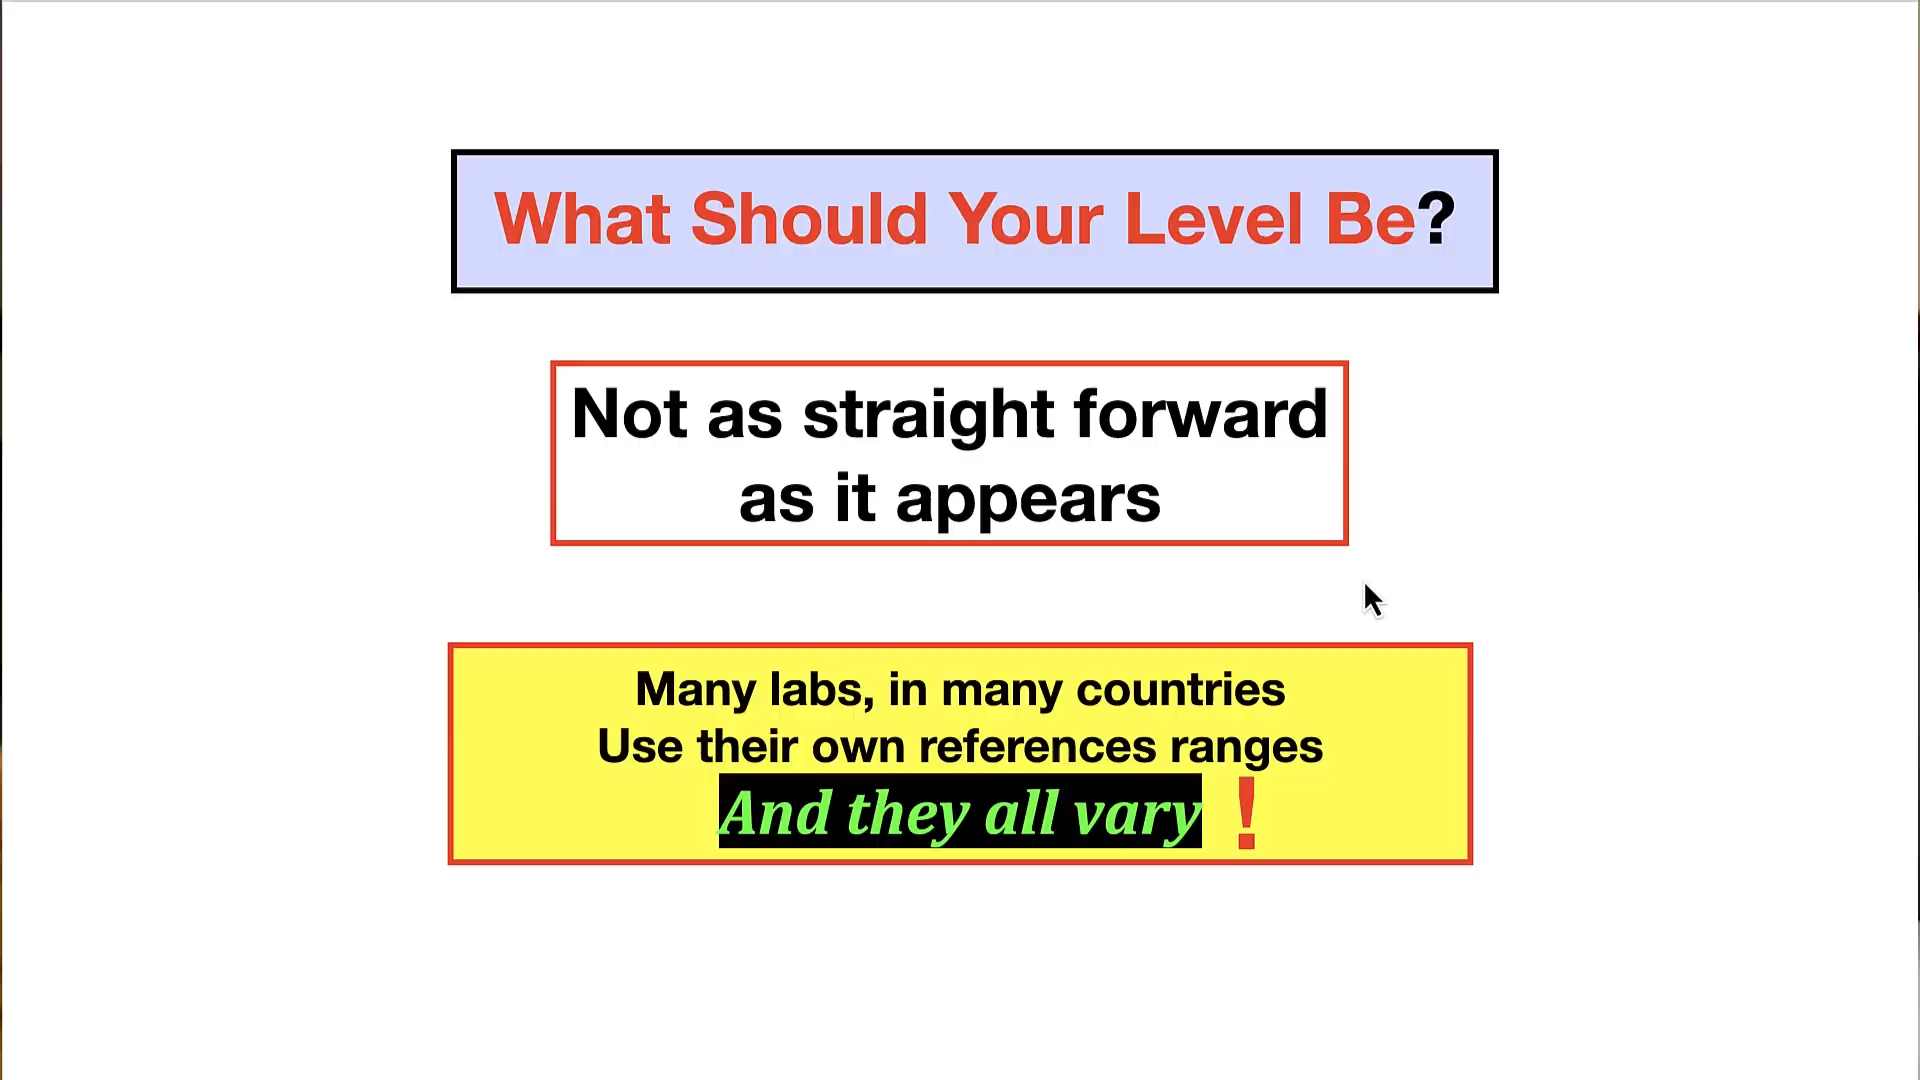 What Should Your Level Be?
Not as straight forward
as it appears
Many labs, in many countries
Use their own references ranges
And they all vary !